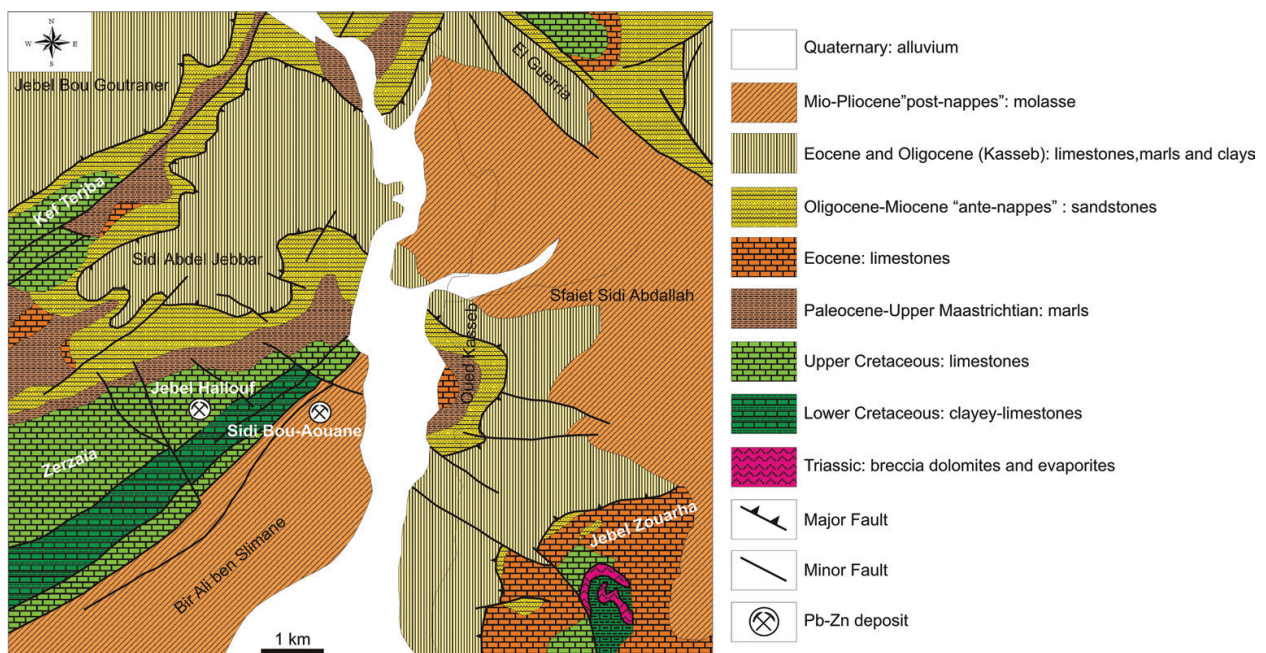 N
W E
S
Jebel Bou Goutraner
El Guerria
Kef Terjba
Sidi Abdel Jebbar
Sfaiet Sidi Abdallah
Oued Kasseb
Jebel Hallouf
Sidi Bou-Aouane
Zerzaïa
Bir Ali ben Slimane
Jebel Zouarha
1 km
Quaternary: alluvium
Mio-Pliocene"post-nappes": molasse
Eocene and Oligocene (Kasseb): limestones,marls and clays
Oligocene-Miocene "ante-nappes" : sandstones
Eocene: limestones
Paleocene-Upper Maastrichtian: marls
Upper Cretaceous: limestones
Lower Cretaceous: clayey-limestones
Triassic: breccia dolomites and evaporites
Major Fault
Minor Fault
Pb-Zn deposit